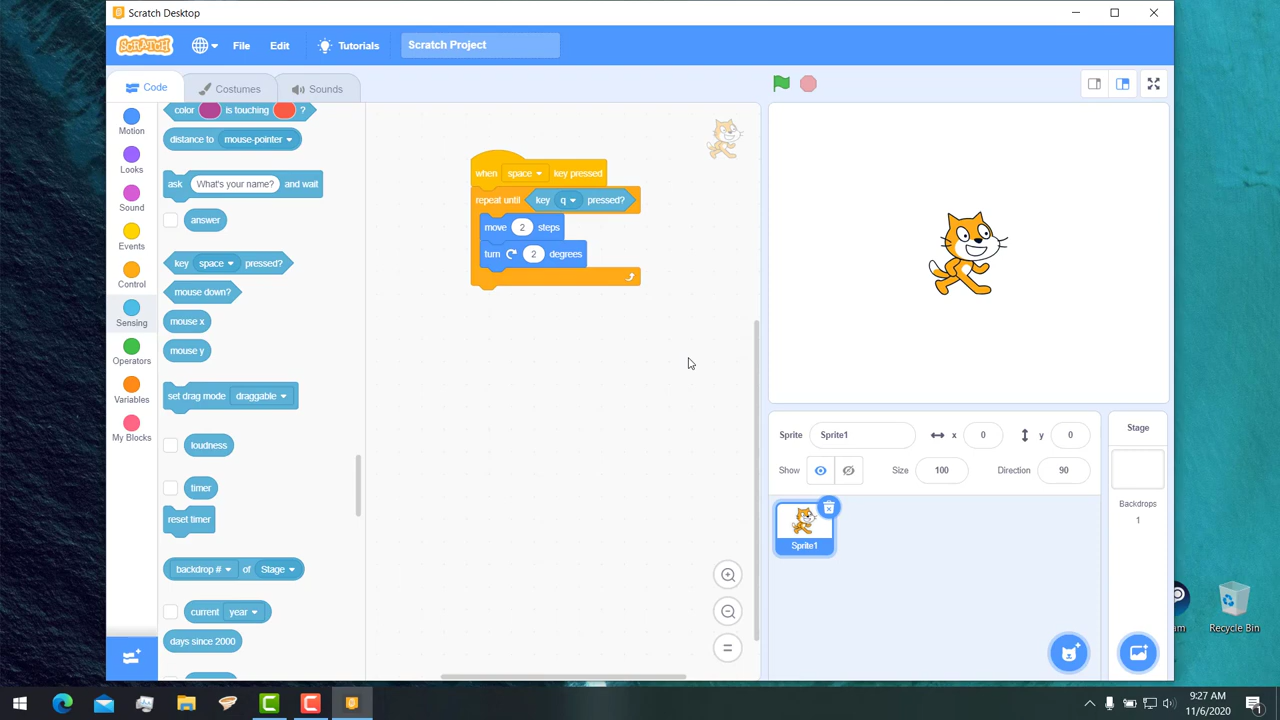 Scratch Desktop
SCRATCH
File
Edit
Tutorials
Scratch Project
Code
Costumes
Sounds
Motion
Looks
Sound
Events
Control
Sensing
Operators
Variables
My Blocks
color is touching ?
distance to mouse-pointer
ask What's your name? and wait
answer
key space pressed?
mouse down?
mouse x
mouse y
set drag mode draggable
loudness
timer
reset timer
backdrop # of Stage
current year
days since 2000
when space key pressed
repeat until key q pressed?
move 2 steps
turn 2 degrees
Sprite Sprite1 x 0 y 0
Show Size 100 Direction 90
Sprite1
Stage
Backdrops
1
Recycle Bin
9:27 AM
11/6/2020
1